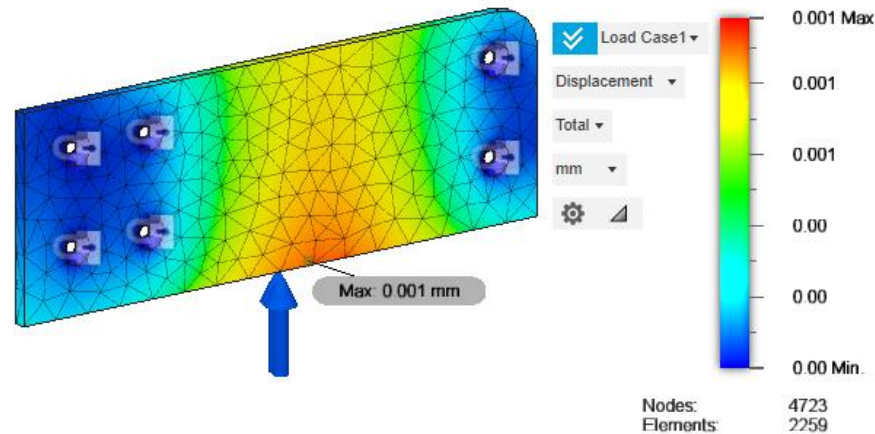 Load Case1
Displacement
Total
mm
0.001 Max
0.001
0.001
0.00
0.00
0.00 Min.
Max: 0.001 mm
Nodes: 4723
Elements: 2259